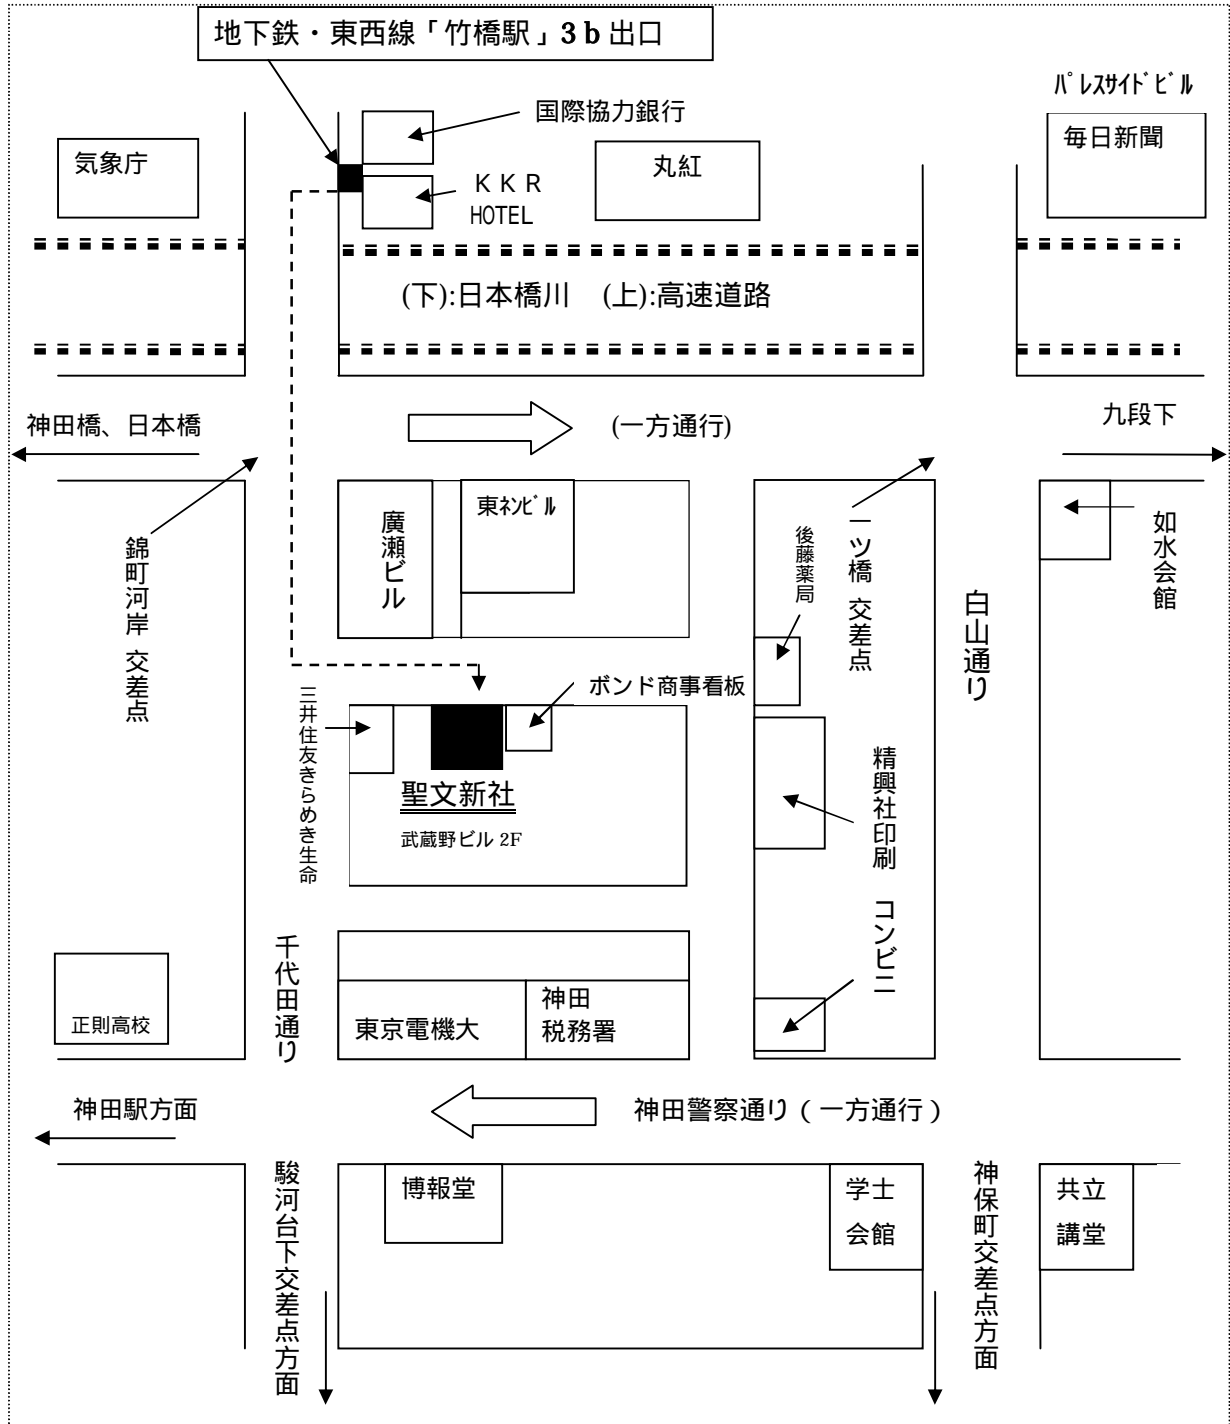 地下鉄・東西線「竹橋駅」3b出口
パレスサイドビル
国際協力銀行
毎日新聞
気象庁
丸紅
ＫＫＲ
HOTEL
(下):日本橋川　(上):高速道路
神田橋、日本橋
(一方通行)
九段下
東ネンビル
廣瀬ビル
後藤薬局
一ツ橋 交差点
如水会館
錦町河岸 交差点
白山通り
ボンド商事看板
三井住友きらめき生命
聖文新社
武蔵野ビル 2F
精興社印刷
コンビニ
千代田通り
正則高校
東京電機大
神田
税務署
神田駅方面
神田警察通り（一方通行）
駿河台下交差点方面
博報堂
学士
会館
神保町交差点方面
共立
講堂